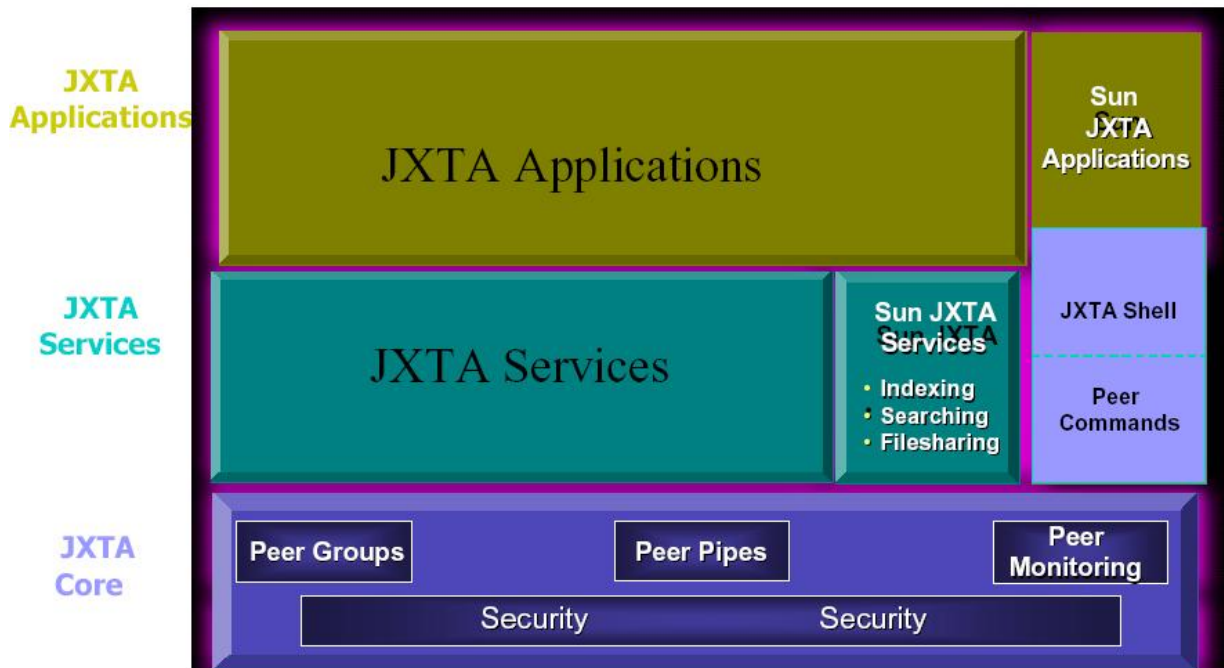 JXTA
Applications
JXTA Applications
Sun
JXTA
Applications
JXTA
Services
JXTA Services
Sun JXTA
Services
• Indexing
• Searching
• Filesharing
JXTA Shell
Peer
Commands
JXTA
Core
Peer Groups
Peer Pipes
Peer
Monitoring
Security
Security